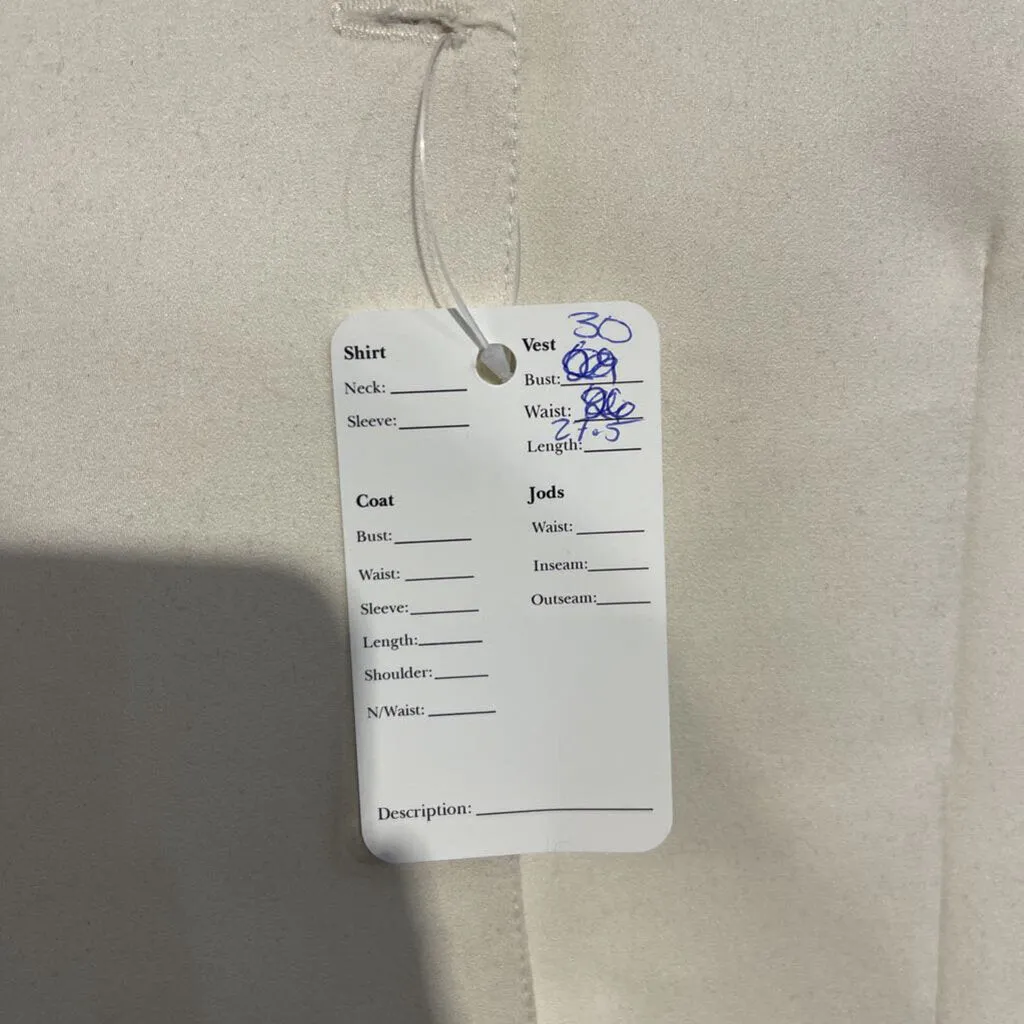 Shirt
Neck:
Sleeve:
30
Vest
Bust:
Waist:
27.5
Length:
Coat
Bust:
Waist:
Sleeve:
Length:
Shoulder:
N/Waist:
Jods
Waist:
Inseam:
Outseam:
Description: